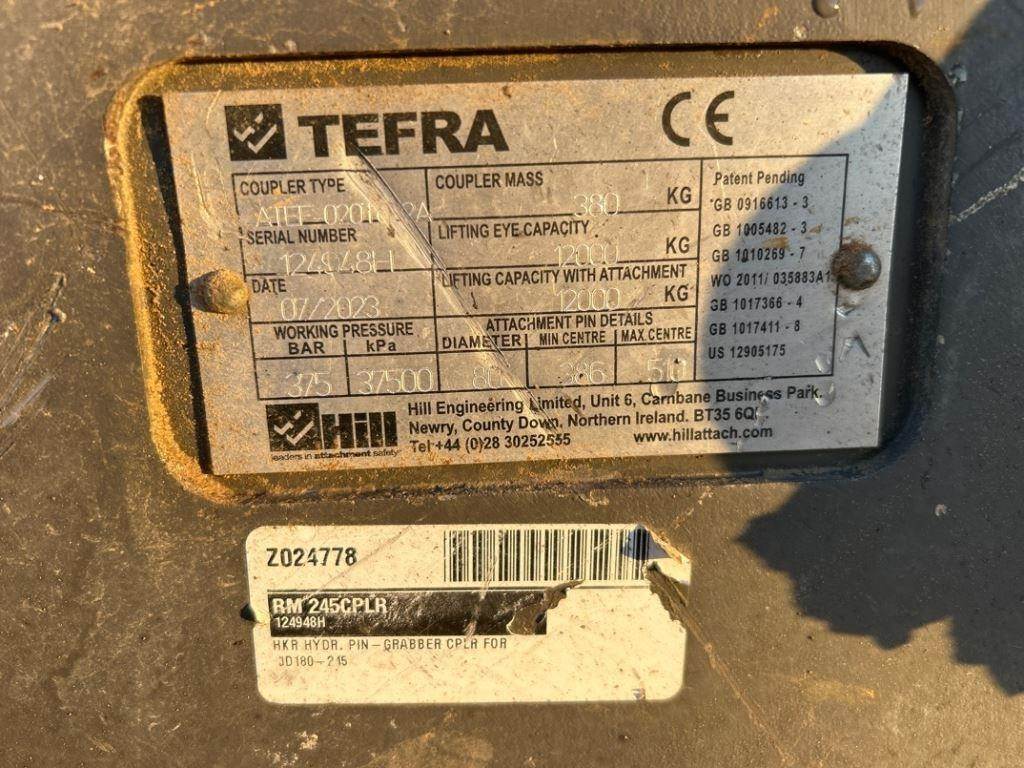 TEFRA CE
COUPLER TYPE
COUPLER MASS
380 KG
SERIAL NUMBER
124948H
LIFTING EYE CAPACITY
12000 KG
DATE
07/2023
LIFTING CAPACITY WITH ATTACHMENT
12000 KG
WORKING PRESSURE
BAR kPa
375 37500
ATTACHMENT PIN DETAILS
DIAMETER MIN CENTRE MAX CENTRE
80 386 510
Patent Pending
GB 0916613 - 3
GB 1005482 - 3
GB 1010269 - 7
WO 2011/ 035883A1
GB 1017366 - 4
GB 1017411 - 8
US 12905175
Hill
leaders in attachment safety
Hill Engineering Limited, Unit 6, Carnbane Business Park.
Newry, County Down, Northern Ireland. BT35
Tel +44 (0)28 30252555 www.hillattach.com
Z024778
RM 245CPLR
124948H
HKR HYDR. PIN-GRABBER CPLR FOR
JD180-215